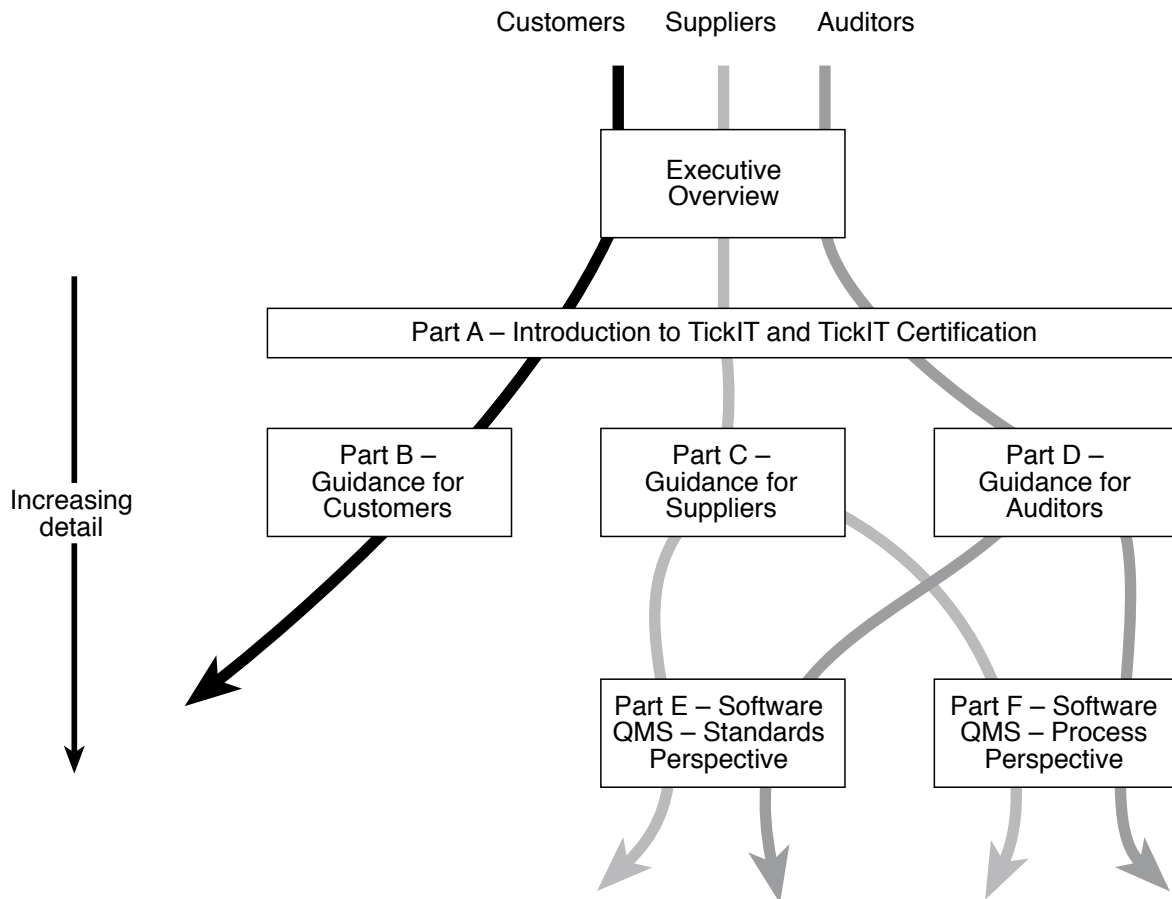 Customers Suppliers Auditors
Executive
Overview
Part A – Introduction to TickIT and TickIT Certification
Part B –
Guidance for
Customers
Part C –
Guidance for
Suppliers
Part D –
Guidance for
Auditors
Increasing
detail
Part E – Software
QMS – Standards
Perspective
Part F – Software
QMS – Process
Perspective